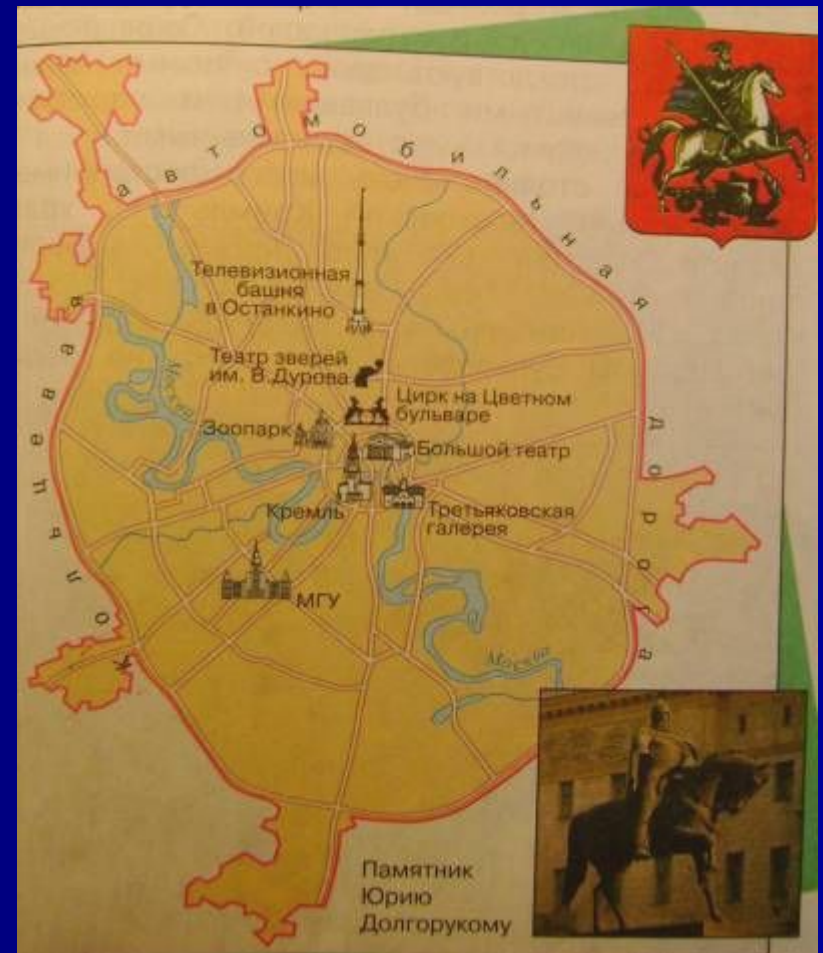 Кольцевая автомобильная дорога
Телевизионная
башня
в Останкино
Москва
Театр зверей
им. В.Дурова
Цирк на Цветном
бульваре
Зоопарк
Большой театр
Кремль
Третьяковская
галерея
МГУ
Москва
Памятник
Юрию
Долгорукому